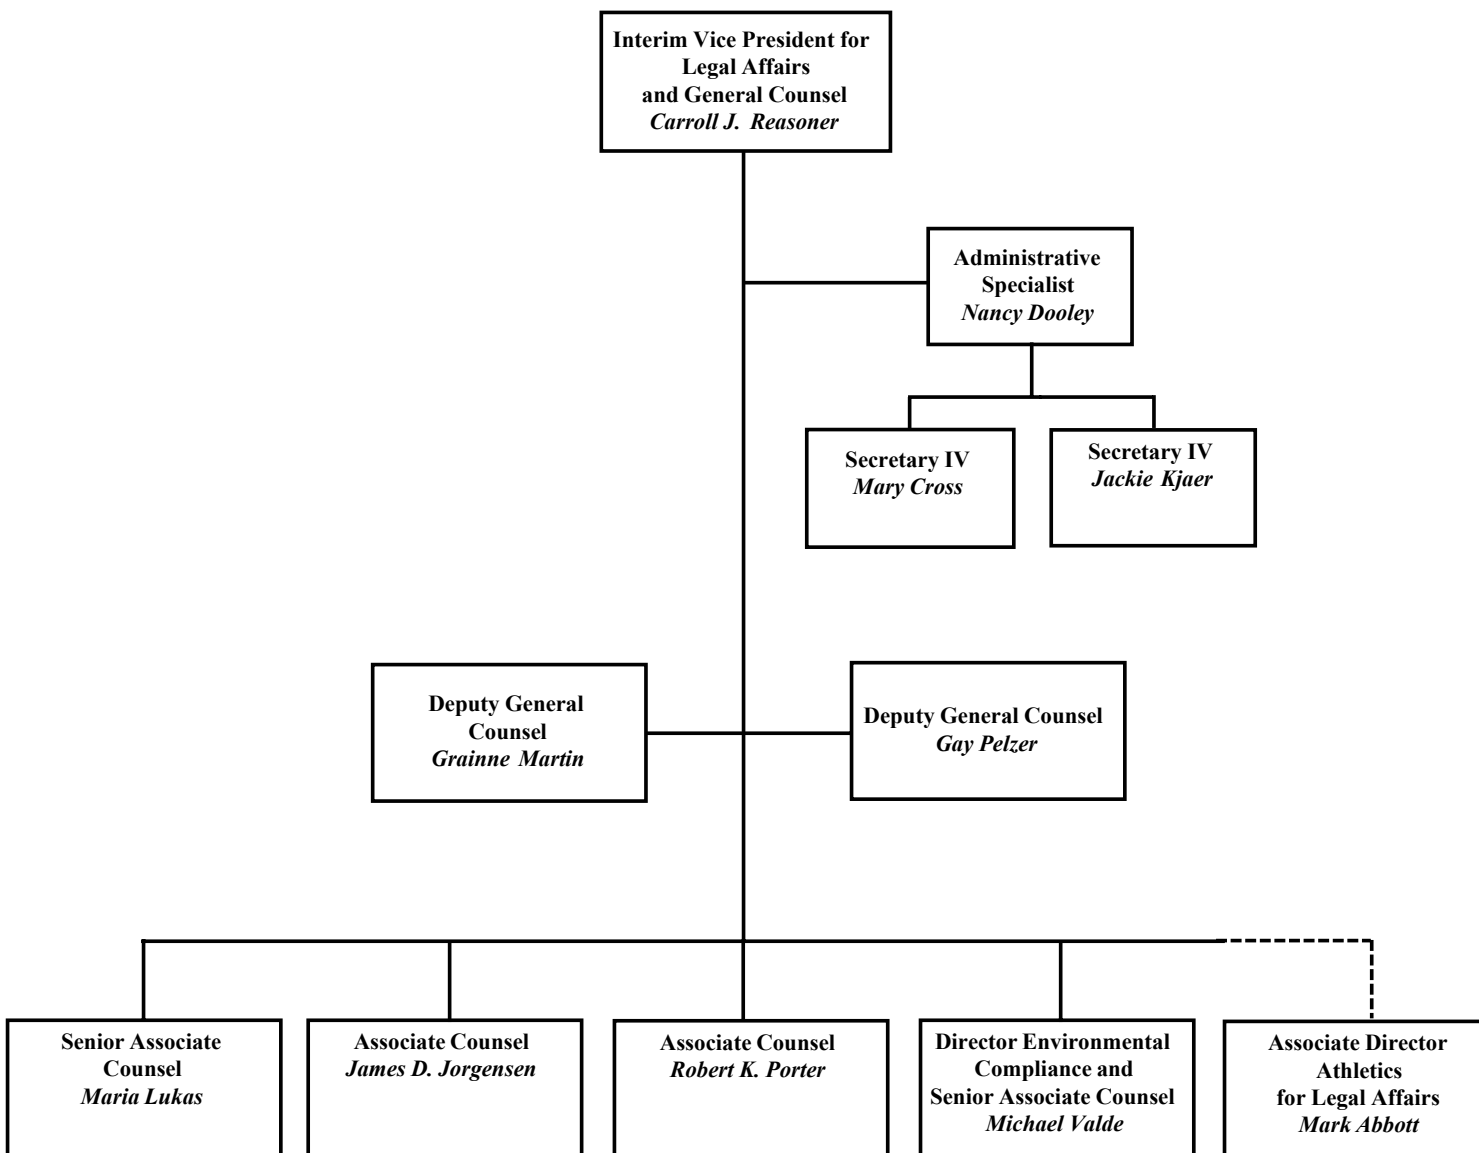 Interim Vice President for
Legal Affairs
and General Counsel
Carroll J. Reasoner
Administrative
Specialist
Nancy Dooley
Secretary IV
Mary Cross
Secretary IV
Jackie Kjaer
Deputy General
Counsel
Grainne Martin
Deputy General Counsel
Gay Pelzer
Senior Associate
Counsel
Maria Lukas
Associate Counsel
James D. Jorgensen
Associate Counsel
Robert K. Porter
Director Environmental
Compliance and
Senior Associate Counsel
Michael Valde
Associate Director
Athletics
for Legal Affairs
Mark Abbott